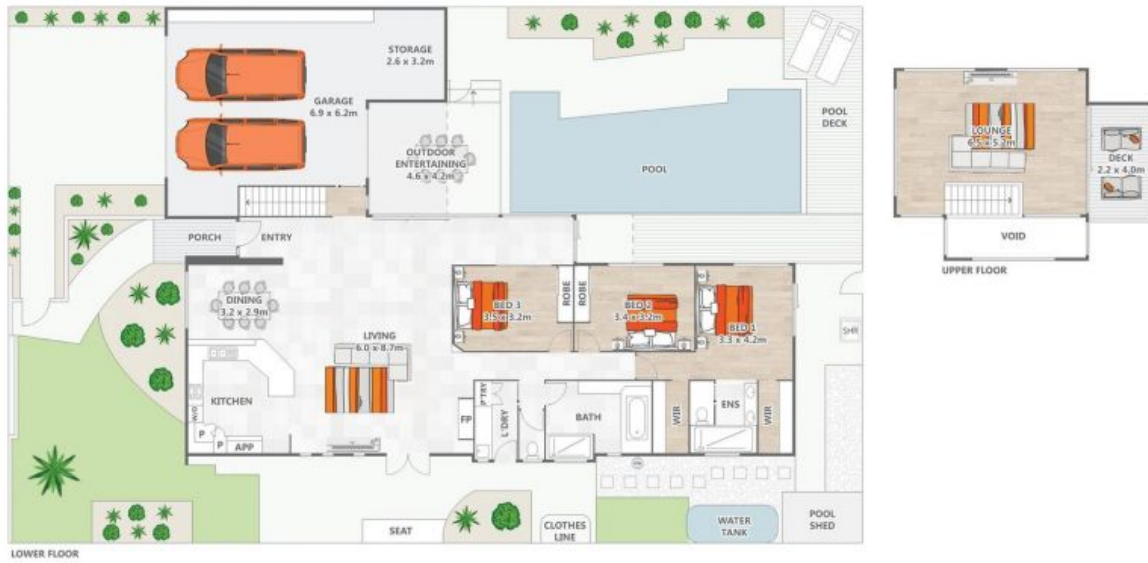 STORAGE
2.6 x 3.2m
GARAGE
6.9 x 6.2m
OUTDOOR
ENTERTAINING
4.6 x 4.2m
POOL
DECK
POOL
PORCH
ENTRY
DINING
3.2 x 2.9m
LIVING
6.0 x 8.7m
KITCHEN
W/O
P
P
APP
BED 3
3.5 x 3.2m
ROBE
ROBE
BED 2
3.4 x 3.2m
BED 1
3.3 x 4.2m
SHR
FP
P'TRY
L'DRY
BATH
WIR
ENS
WIR
SEAT
CLOTHES
LINE
WATER
TANK
POOL
SHED
LOWER FLOOR
LOUNGE
6.5 x 5.2m
DECK
2.2 x 4.0m
VOID
UPPER FLOOR